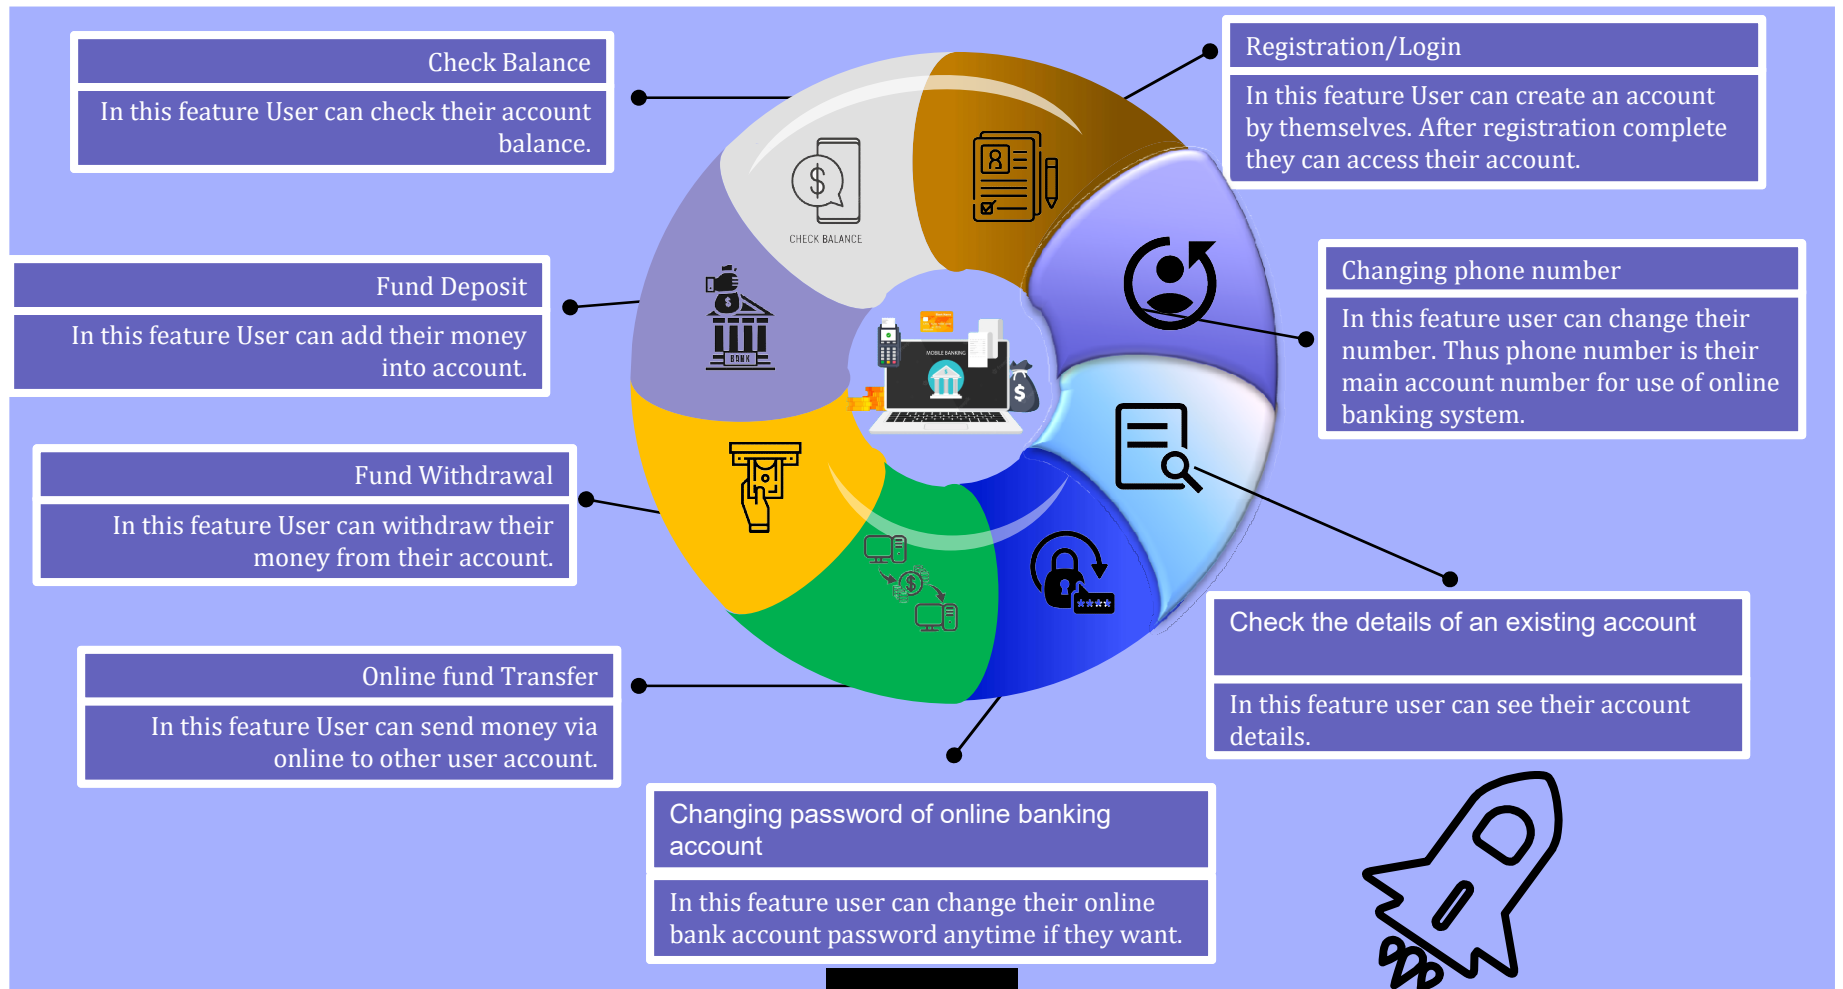 Check Balance
In this feature User can check their account
balance.
Registration/Login
In this feature User can create an account
by themselves. After registration complete
they can access their account.
CHECK BALANCE
Fund Deposit
In this feature User can add their money
into account.
BANK
MOBILE BANKING
Changing phone number
In this feature user can change their
number. Thus phone number is their
main account number for use of online
banking system.
Fund Withdrawal
In this feature User can withdraw their
money from their account.
Check the details of an existing account
In this feature user can see their account
details.
Online fund Transfer
In this feature User can send money via
online to other user account.
Changing password of online banking
account
In this feature user can change their online
bank account password anytime if they want.